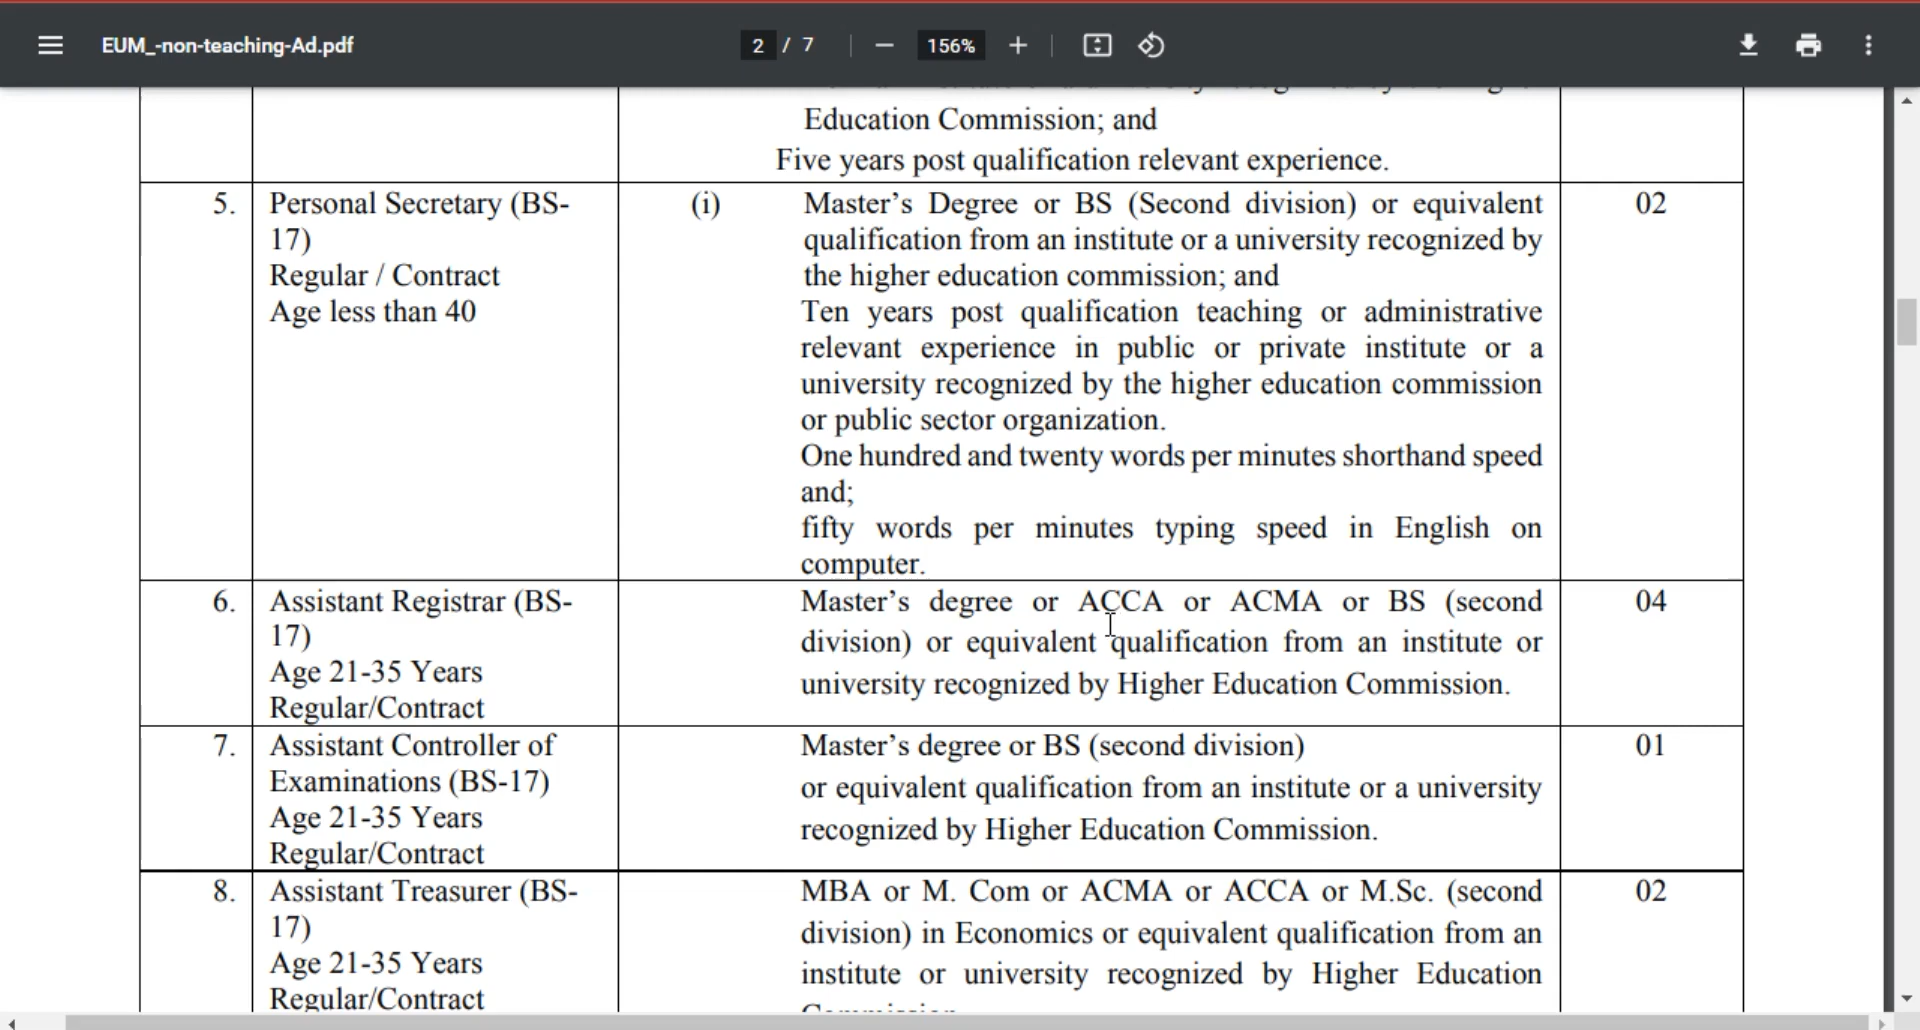 EUM_-non-teaching-Ad.pdf
2 / 7
156%
Education Commission; and
Five years post qualification relevant experience.
5.
Personal Secretary (BS-
17)
Regular / Contract
Age less than 40
(i)
Master’s Degree or BS (Second division) or equivalent
qualification from an institute or a university recognized by
the higher education commission; and
Ten years post qualification teaching or administrative
relevant experience in public or private institute or a
university recognized by the higher education commission
or public sector organization.
One hundred and twenty words per minutes shorthand speed
and;
fifty words per minutes typing speed in English on
computer.
02
6.
Assistant Registrar (BS-
17)
Age 21-35 Years
Regular/Contract
Master’s degree or ACCA or ACMA or BS (second
division) or equivalent qualification from an institute or
university recognized by Higher Education Commission.
04
7.
Assistant Controller of
Examinations (BS-17)
Age 21-35 Years
Regular/Contract
Master’s degree or BS (second division)
or equivalent qualification from an institute or a university
recognized by Higher Education Commission.
01
8.
Assistant Treasurer (BS-
17)
Age 21-35 Years
Regular/Contract
MBA or M. Com or ACMA or ACCA or M.Sc. (second
division) in Economics or equivalent qualification from an
institute or university recognized by Higher Education
02